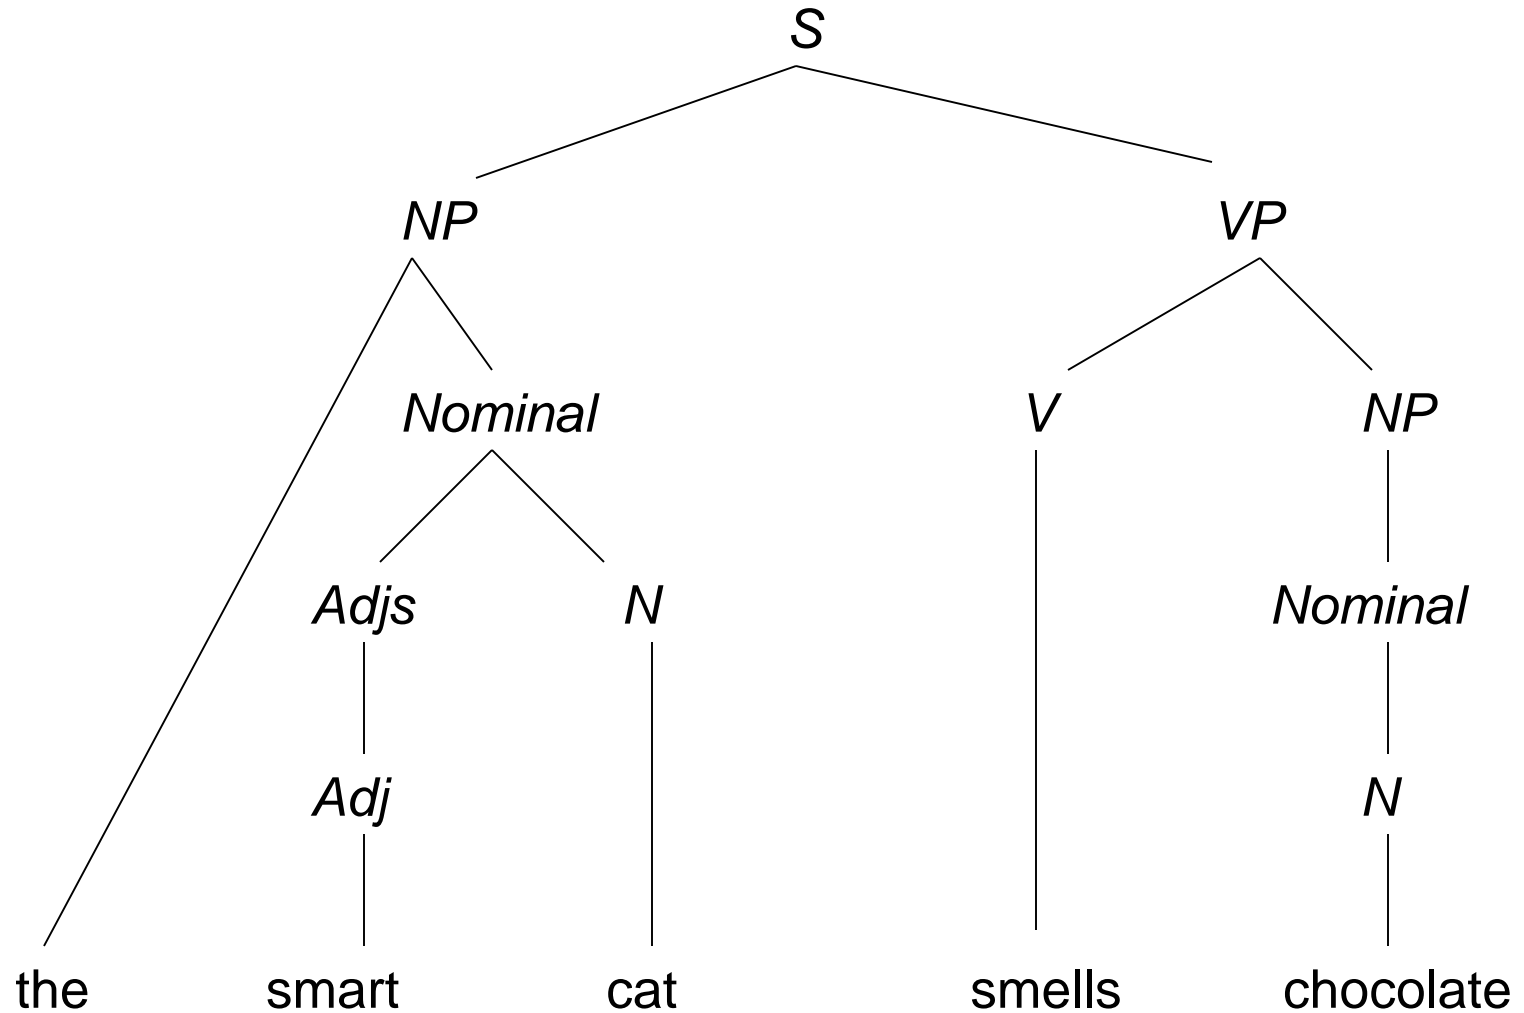 S
NP VP
Nominal V NP
Adjs N Nominal
Adj N
the smart cat smells chocolate